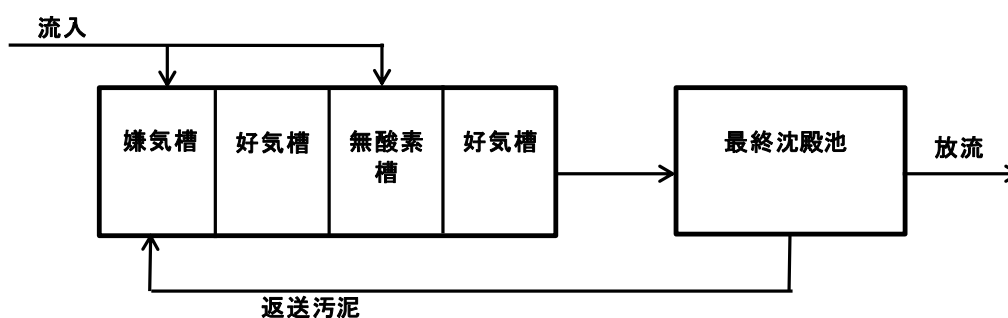 流入
嫌気槽
好気槽
無酸素
槽
好気槽
最終沈殿池
放流
返送汚泥